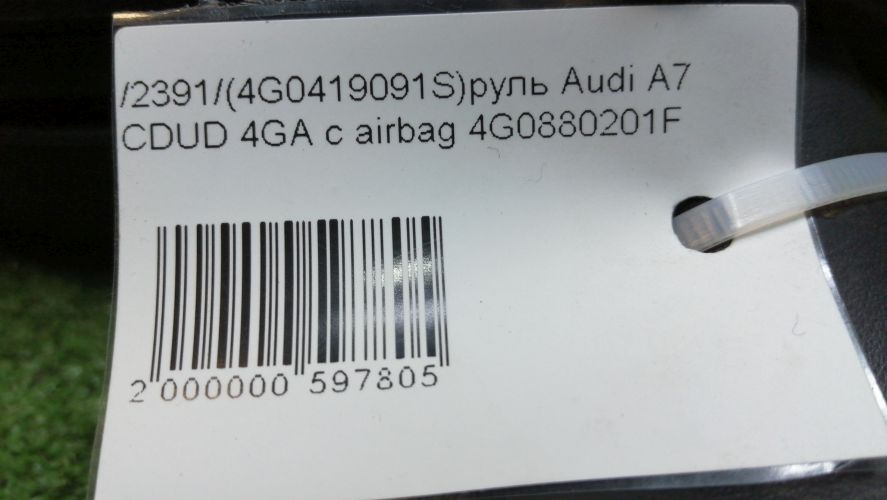 /2391/(4G0419091S)руль Audi A7
CDUD 4GA с airbag 4G0880201F
2 000000 597805